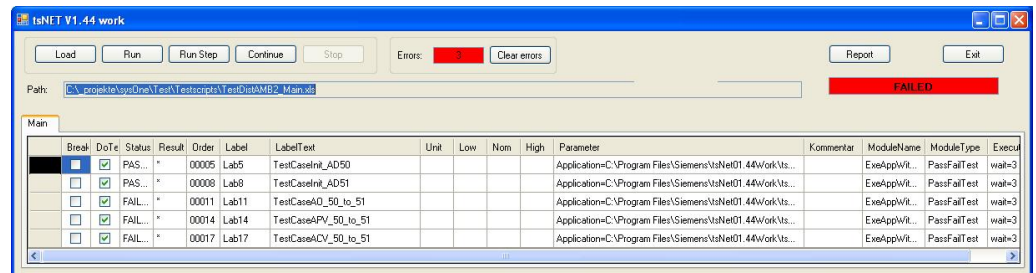 tsNET V1.44 work
Load Run Run Step Continue Stop Errors: 3 Clear errors Report Exit
Path: C:\_projekte\sysOne\Test\Testscripts\TestDistAMB2_Main.xls FAILED
Main
Break DoTe Status Result Order Label LabelText Unit Low Nom High Parameter Kommentar ModuleName ModuleType Execut
PAS... * 00005 Lab5 TestCaseInit_AD50 Application=C:\Program Files\Siemens\tsNet01.44Work\ts... ExeAppWit... PassFailTest wait=3
PAS... * 00008 Lab8 TestCaseInit_AD51 Application=C:\Program Files\Siemens\tsNet01.44Work\ts... ExeAppWit... PassFailTest wait=3
FAIL... * 00011 Lab11 TestCaseAO_50_to_51 Application=C:\Program Files\Siemens\tsNet01.44Work\ts... ExeAppWit... PassFailTest wait=3
FAIL... * 00014 Lab14 TestCaseAPV_50_to_51 Application=C:\Program Files\Siemens\tsNet01.44Work\ts... ExeAppWit... PassFailTest wait=3
FAIL... * 00017 Lab17 TestCaseACV_50_to_51 Application=C:\Program Files\Siemens\tsNet01.44Work\ts... ExeAppWit... PassFailTest wait=3